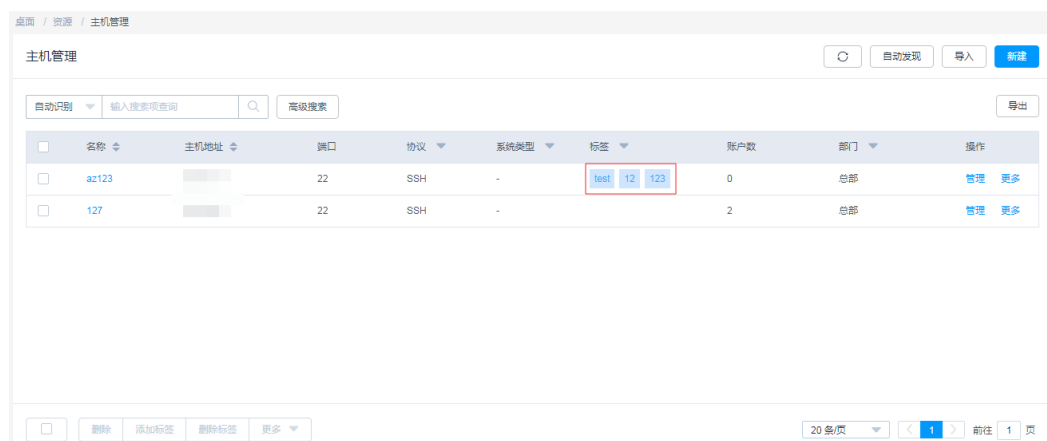 桌面 / 资源 / 主机管理
主机管理 自动发现 导入 新建
自动识别 输入搜索项查询 高级搜索 导出
名称 主机地址 端口 协议 系统类型 标签 账户数 部门 操作
az123 22 SSH - test 12 123 0 总部 管理 更多
127 22 SSH - 2 总部 管理 更多
删除 添加标签 删除标签 更多 20 条/页 1 前往 1 页